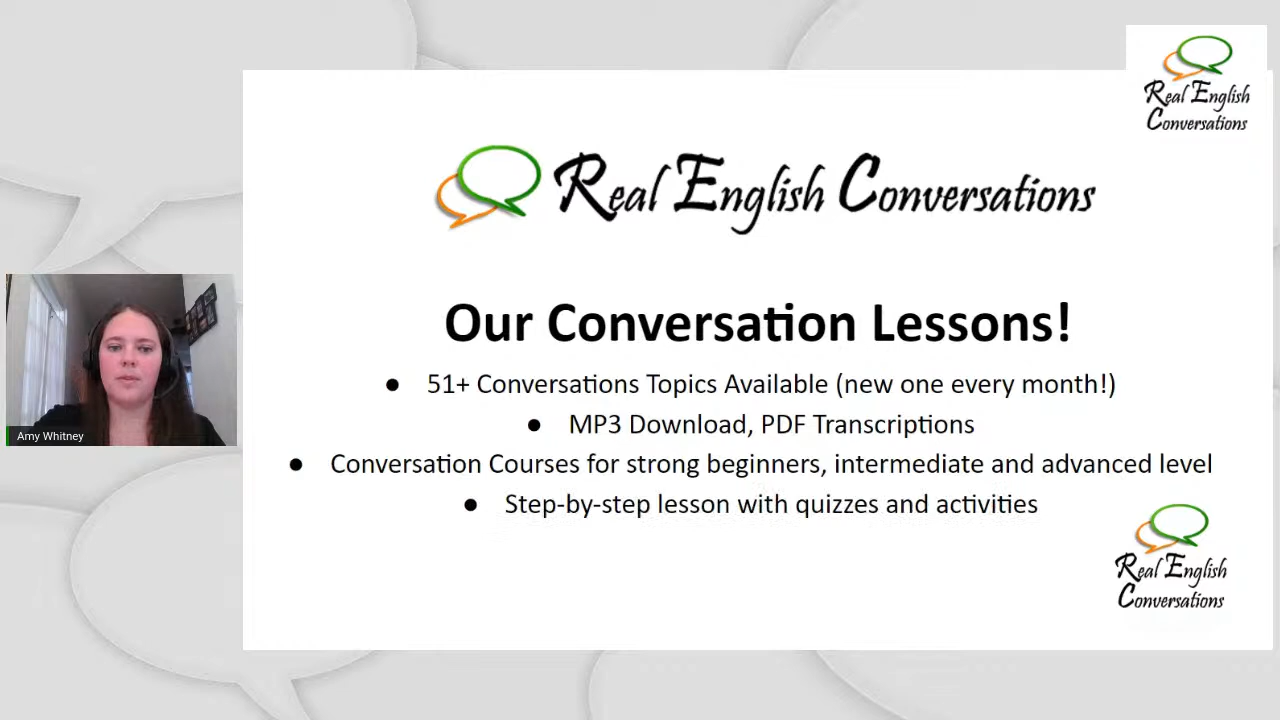 Real English
Conversations
Real English Conversations
Our Conversation Lessons!
● 51+ Conversations Topics Available (new one every month!)
● MP3 Download, PDF Transcriptions
● Conversation Courses for strong beginners, intermediate and advanced level
● Step-by-step lesson with quizzes and activities
Amy Whitney
Real English
Conversations